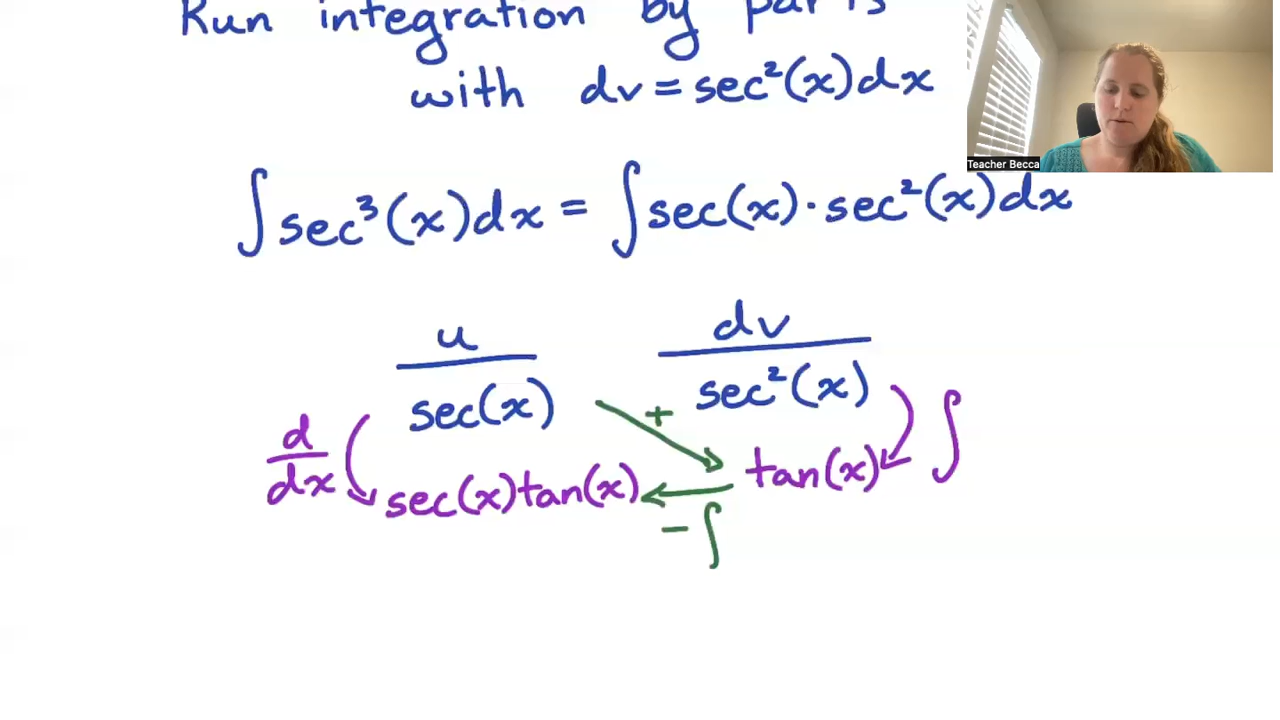 Run integration by parts
with dv = sec²(x)dx
Teacher Becca
∫sec³(x)dx = ∫sec(x)·sec²(x)dx
u dv
sec(x) + sec²(x) ∫
d/dx sec(x)tan(x) tan(x)
-∫